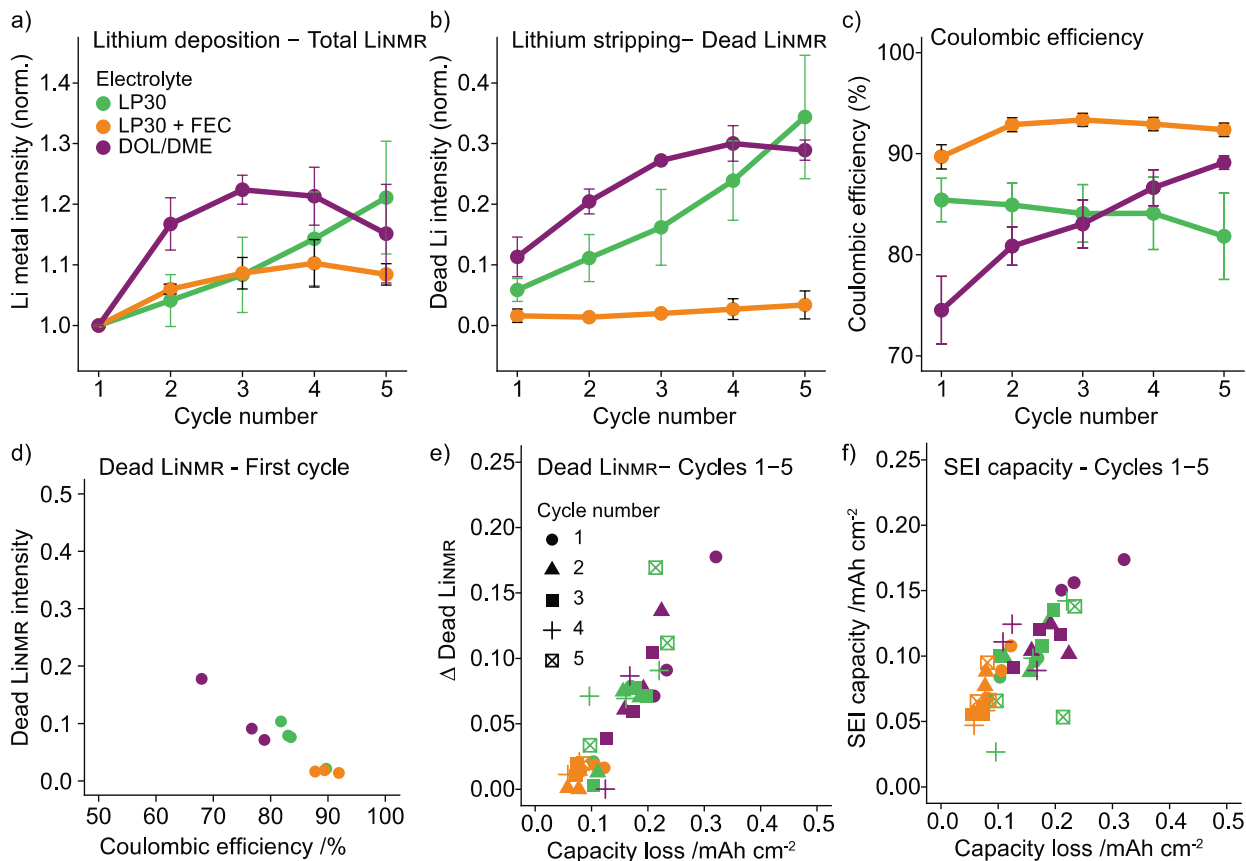 a)
Lithium deposition – Total LiNMR
Li metal intensity (norm.)
1.4
1.3
1.2
1.1
1.0
Electrolyte
LP30
LP30 + FEC
DOL/DME
1 2 3 4 5
Cycle number
b)
Lithium stripping– Dead LiNMR
Dead Li intensity (norm.)
0.4
0.3
0.2
0.1
0.0
1 2 3 4 5
Cycle number
c)
Coulombic efficiency
Coulombic efficiency (%)
100
90
80
70
1 2 3 4 5
Cycle number
d)
Dead LiNMR - First cycle
Dead LiNMR intensity
0.5
0.4
0.3
0.2
0.1
0.0
50 60 70 80 90 100
Coulombic efficiency /%
e)
Dead LiNMR– Cycles 1–5
Δ Dead LiNMR
0.25
0.20
0.15
0.10
0.05
0.00
Cycle number
1
2
3
4
5
0.0 0.1 0.2 0.3 0.4 0.5
Capacity loss /mAh cm⁻²
f)
SEI capacity - Cycles 1–5
SEI capacity /mAh cm⁻²
0.25
0.20
0.15
0.10
0.05
0.00
0.0 0.1 0.2 0.3 0.4 0.5
Capacity loss /mAh cm⁻²